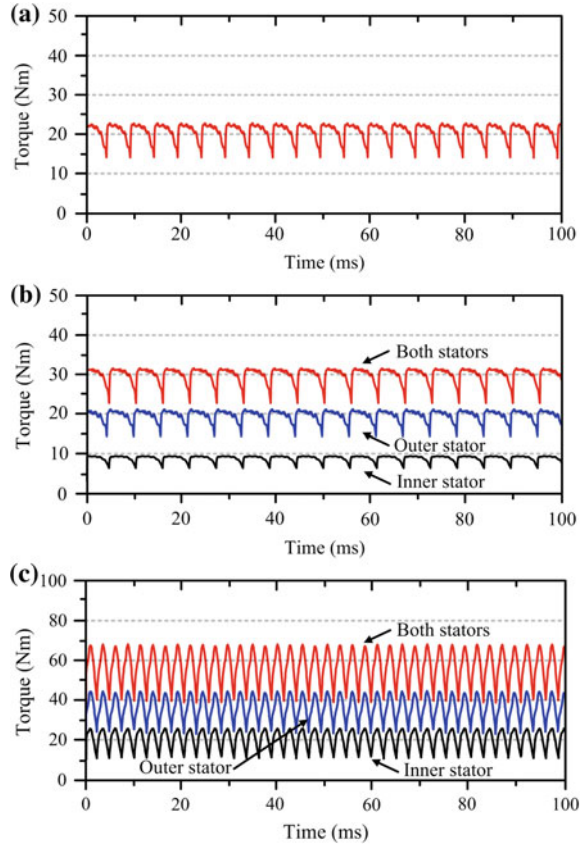 (a)
50
40
30
20
10
0
Torque (Nm)
0 20 40 60 80 100
Time (ms)
(b)
50
40
30
20
10
0
Torque (Nm)
Both stators
Outer stator
Inner stator
0 20 40 60 80 100
Time (ms)
(c)
100
80
60
40
20
0
Torque (Nm)
Both stators
Outer stator
Inner stator
0 20 40 60 80 100
Time (ms)